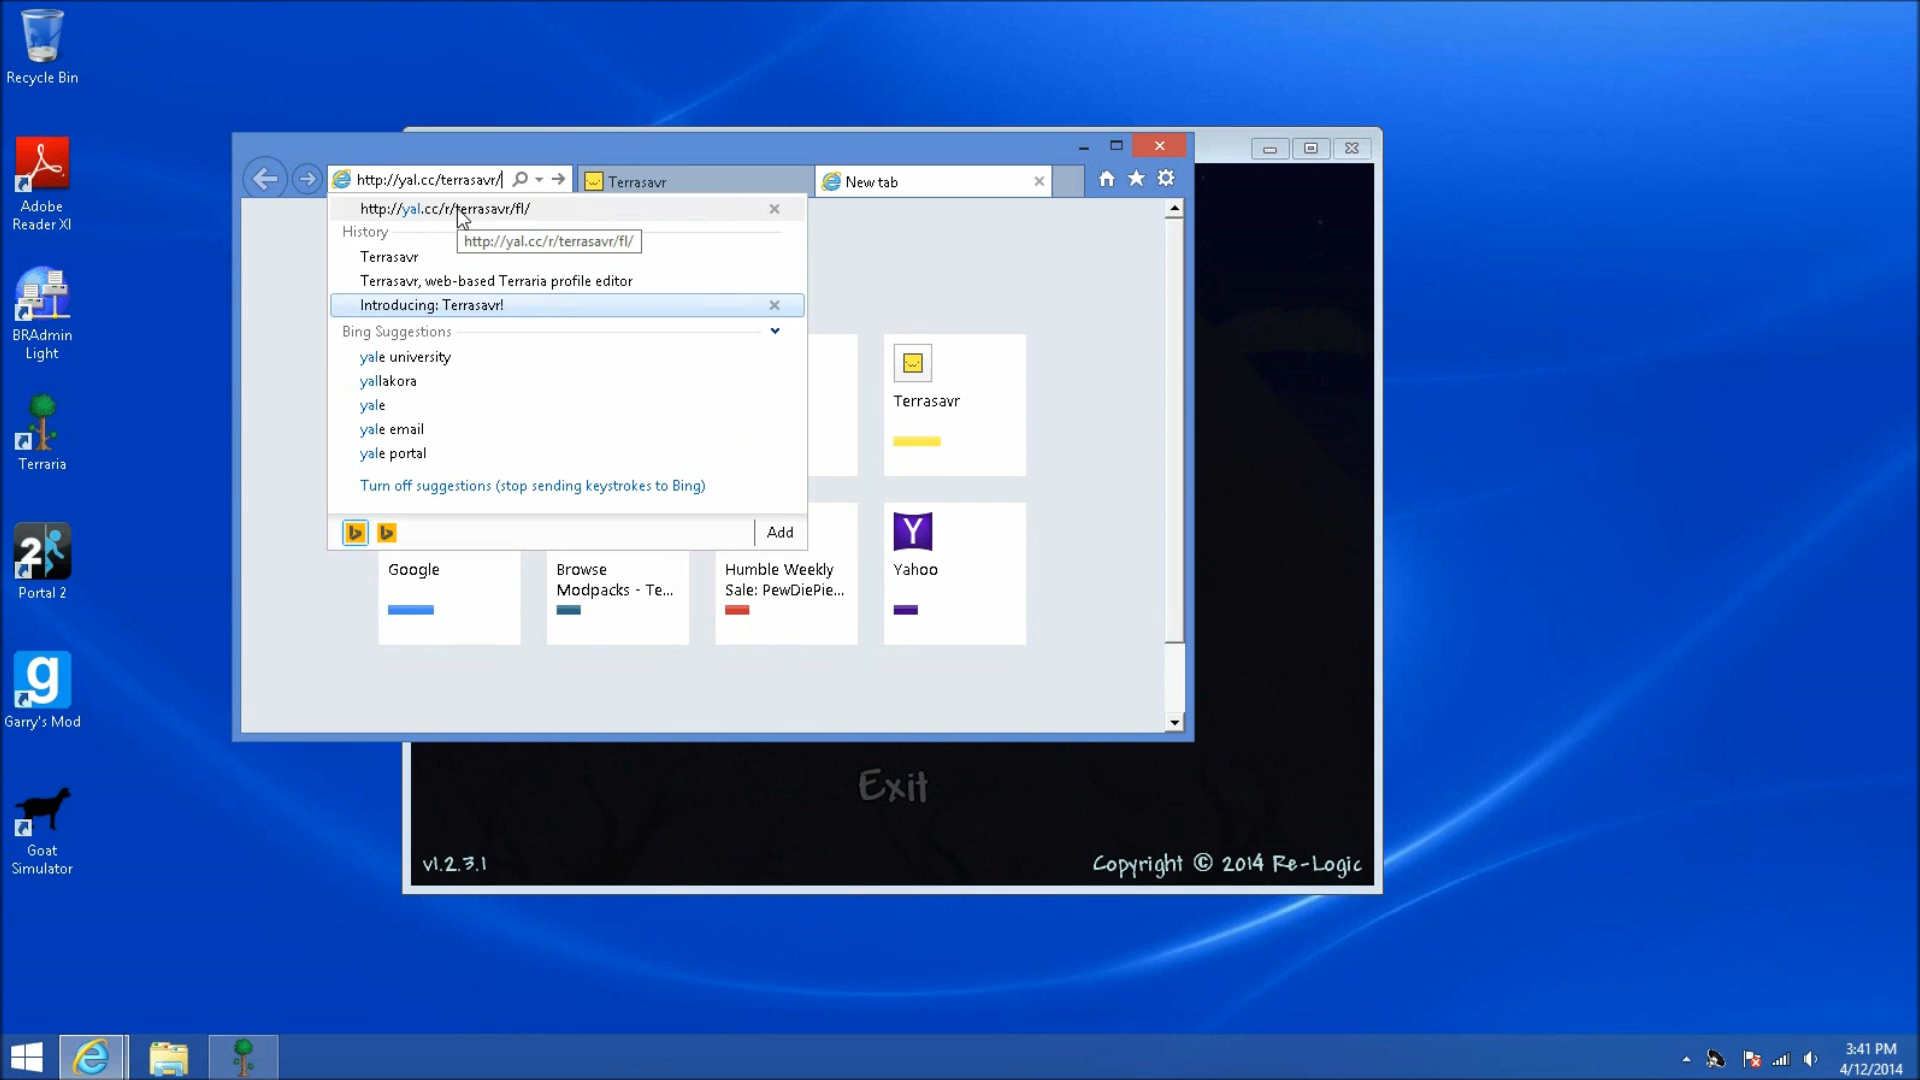 Recycle Bin
Adobe
Reader XI
BRAdmin
Light
Terraria
2
Portal 2
g
Garry's Mod
Goat
Simulator
http://yal.cc/terrasavr/
Terrasavr
New tab
http://yal.cc/r/terrasavr/fl/
History
http://yal.cc/r/terrasavr/fl/
Terrasavr
Terrasavr, web-based Terraria profile editor
Introducing: Terrasavr!
Bing Suggestions
yale university
yallakora
yale
yale email
yale portal
Turn off suggestions (stop sending keystrokes to Bing)
Add
Terrasavr
Google
Browse
Modpacks - Te...
Humble Weekly
Sale: PewDiePie...
Y
Yahoo
Exit
v1.2.3.1
Copyright © 2014 Re-Logic
3:41 PM
4/12/2014